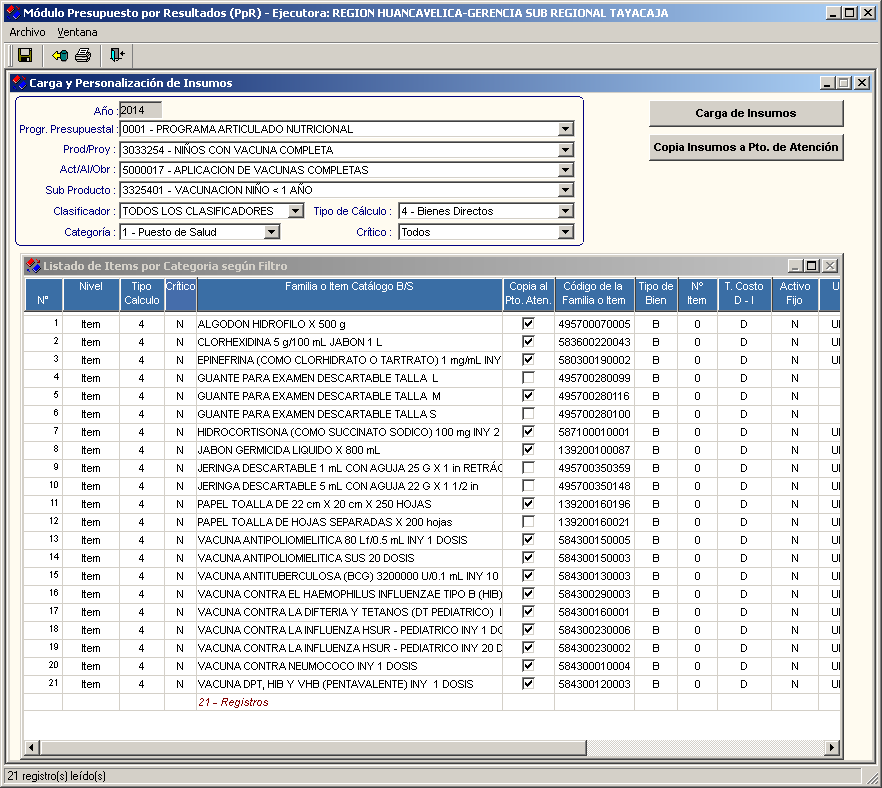 Módulo Presupuesto por Resultados (PpR) - Ejecutora: REGION HUANCAVELICA-GERENCIA SUB REGIONAL TAYACAJA
Archivo Ventana
Carga y Personalización de Insumos
Año : 2014
Progr. Presupuestal : 0001 - PROGRAMA ARTICULADO NUTRICIONAL
Prod/Proy : 3033254 - NIÑOS CON VACUNA COMPLETA
Act/AI/Obr : 5000017 - APLICACION DE VACUNAS COMPLETAS
Sub Producto : 3325401 - VACUNACION NIÑO < 1 AÑO
Clasificador : TODOS LOS CLASIFICADORES Tipo de Cálculo : 4 - Bienes Directos
Categoría : 1 - Puesto de Salud Crítico : Todos
Carga de Insumos
Copia Insumos a Pto. de Atención
Listado de Items por Categoria según Filtro
Nº Nivel Tipo Calculo Crítico Familia o Item Catálogo B/S Copia al Pto. Aten. Código de la Familia o Item Tipo de Bien Nº Item T. Costo D - I Activo Fijo U
1 Item 4 N ALGODON HIDROFILO X 500 g 495700070005 B 0 D N UI
2 Item 4 N CLORHEXIDINA 5 g/100 mL JABON 1 L 583600220043 B 0 D N UI
3 Item 4 N EPINEFRINA (COMO CLORHIDRATO O TARTRATO) 1 mg/mL INY 580300190002 B 0 D N UI
4 Item 4 N GUANTE PARA EXAMEN DESCARTABLE TALLA L 495700280099 B 0 D N
5 Item 4 N GUANTE PARA EXAMEN DESCARTABLE TALLA M 495700280116 B 0 D N
6 Item 4 N GUANTE PARA EXAMEN DESCARTABLE TALLA S 495700280100 B 0 D N
7 Item 4 N HIDROCORTISONA (COMO SUCCINATO SODICO) 100 mg INY 2 587100010001 B 0 D N UI
8 Item 4 N JABON GERMICIDA LIQUIDO X 800 mL 139200100087 B 0 D N UI
9 Item 4 N JERINGA DESCARTABLE 1 mL CON AGUJA 25 G X 1 in RETRÁC 495700350359 B 0 D N UI
10 Item 4 N JERINGA DESCARTABLE 5 mL CON AGUJA 22 G X 1 1/2 in 495700350148 B 0 D N UI
11 Item 4 N PAPEL TOALLA DE 22 cm X 20 cm X 250 HOJAS 139200160196 B 0 D N UI
12 Item 4 N PAPEL TOALLA DE HOJAS SEPARADAS X 200 hojas 139200160021 B 0 D N UI
13 Item 4 N VACUNA ANTIPOLIOMIELITICA 80 Lf/0.5 mL INY 1 DOSIS 584300150005 B 0 D N UI
14 Item 4 N VACUNA ANTIPOLIOMIELITICA SUS 20 DOSIS 584300150003 B 0 D N UI
15 Item 4 N VACUNA ANTITUBERCULOSA (BCG) 3200000 U/0.1 mL INY 10 584300130003 B 0 D N UI
16 Item 4 N VACUNA CONTRA EL HAEMOPHILUS INFLUENZAE TIPO B (HIB) 584300290003 B 0 D N UI
17 Item 4 N VACUNA CONTRA LA DIFTERIA Y TETANOS (DT PEDIATRICO) I 584300160001 B 0 D N UI
18 Item 4 N VACUNA CONTRA LA INFLUENZA HSUR - PEDIATRICO INY 1 DO 584300230006 B 0 D N UI
19 Item 4 N VACUNA CONTRA LA INFLUENZA HSUR - PEDIATRICO INY 20 D 584300230002 B 0 D N UI
20 Item 4 N VACUNA CONTRA NEUMOCOCO INY 1 DOSIS 584300010004 B 0 D N UI
21 Item 4 N VACUNA DPT, HIB Y VHB (PENTAVALENTE) INY 1 DOSIS 584300120003 B 0 D N UI
21 - Registros
21 registro(s) leído(s)